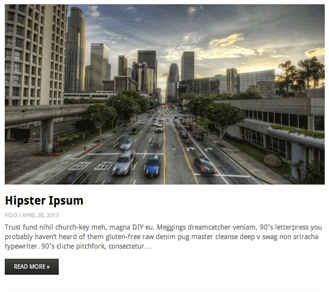 Hipster Ipsum
FIDO / APRIL 30, 2013
Trust fund nihil church-key meh, magna DIY eu. Meggings dreamcatcher veniam, 90's letterpress you
probably haven't heard of them gluten-free raw denim pug master cleanse deep v swag non sriracha
typewriter. 90's cliche pitchfork, consectetur…
READ MORE »